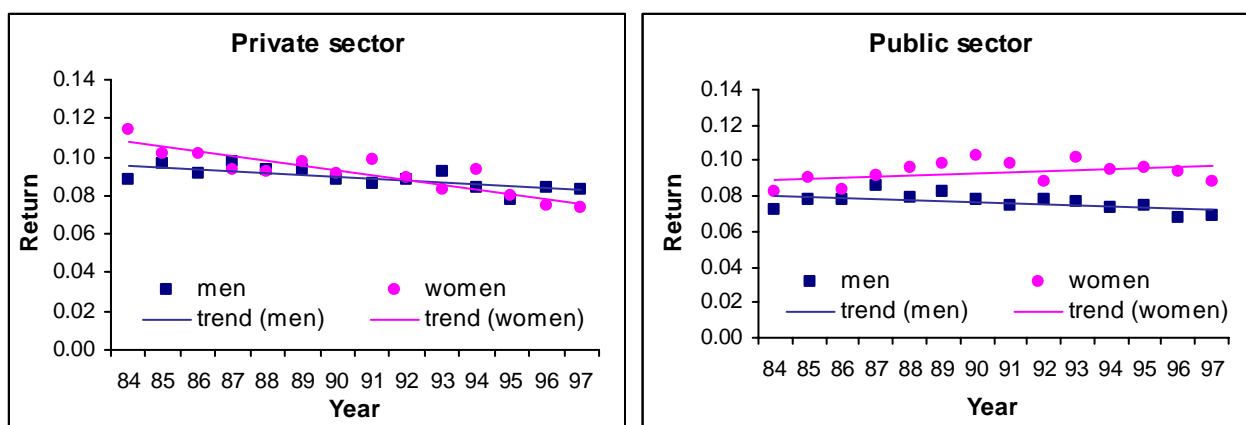 Private sector
0.14
0.12
0.10
0.08
0.06
0.04
0.02
0.00
Return
men
women
trend (men)
trend (women)
84 85 86 87 88 89 90 91 92 93 94 95 96 97
Year
Public sector
0.14
0.12
0.10
0.08
0.06
0.04
0.02
0.00
Return
men
women
trend (men)
trend (women)
84 85 86 87 88 89 90 91 92 93 94 95 96 97
Year